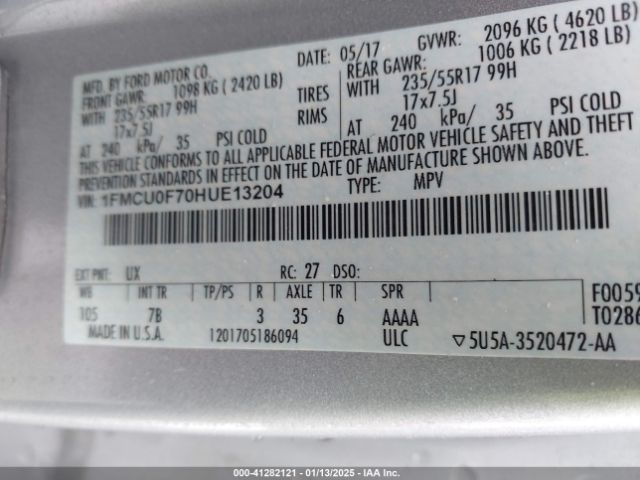 MFD. BY FORD MOTOR CO.
DATE: 05/17 GVWR: 2096 KG ( 4620 LB)
FRONT GAWR: 1098 KG ( 2420 LB) REAR GAWR: 1006 KG ( 2218 LB)
WITH 235/55R17 99H TIRES WITH 235/55R17 99H
17x7.5J RIMS 17x7.5J
AT 240 kPa/ 35 PSI COLD AT 240 kPa/ 35 PSI COLD
THIS VEHICLE CONFORMS TO ALL APPLICABLE FEDERAL MOTOR VEHICLE SAFETY AND THEFT
PREVENTION STANDARDS IN EFFECT ON THE DATE OF MANUFACTURE SHOWN ABOVE.
VIN: 1FMCU0F70HUE13204 TYPE: MPV
EXT PNT: UX RC: 27 DSO:
WB INT TR TP/PS R AXLE TR SPR
105 7B 3 35 6 AAAA
F0059
T0286
MADE IN U.S.A. 1201705186094 ULC ▽5U5A-3520472-AA
000-41282121 - 01/13/2025 - IAAI.COM